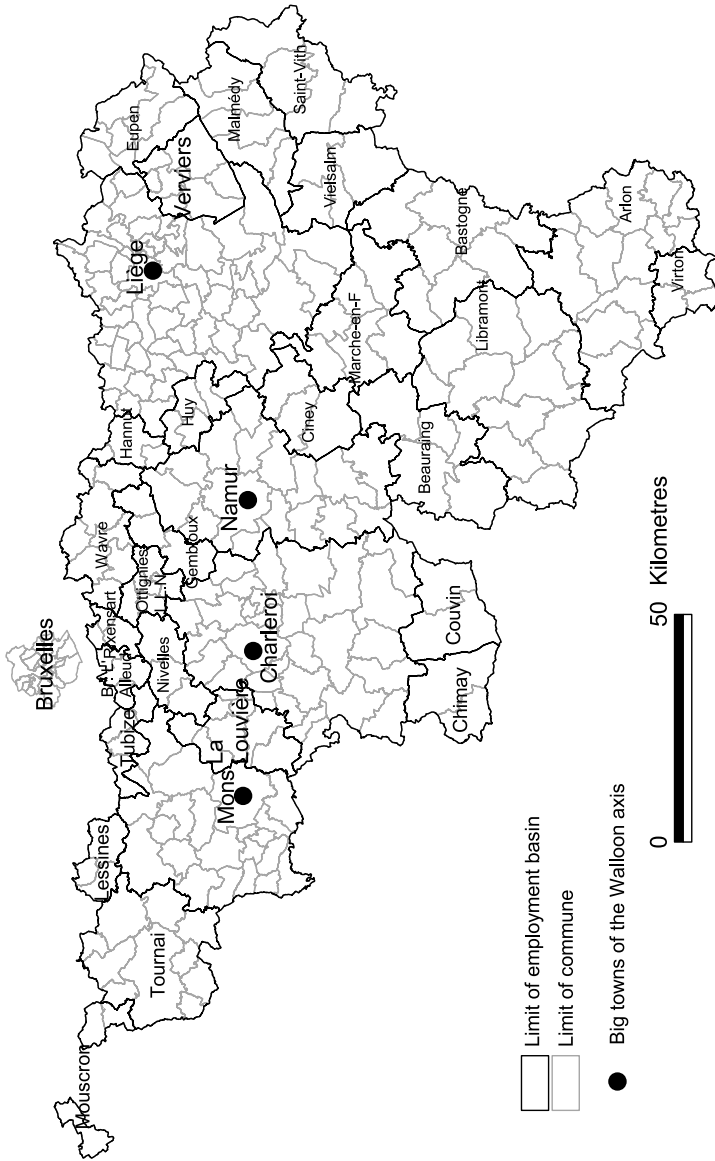 Bruxelles
Mouscron
Tournai
Lessines
Tubize
Br.-L'
Alleud
Rixensart
Wavre
Ottignies
L.L.N
Nivelles
Gembloux
Hannut
Huy
Liège
Verviers
Eupen
Malmédy
Saint-Vith
Vielsalm
Mons
La
Louvière
Charleroi
Namur
Ciney
Marche-en-F
Bastogne
Libramont
Beauraing
Arlon
Virton
Chimay
Couvin
Limit of employment basin
Limit of commune
Big towns of the Walloon axis
0 50 Kilometres